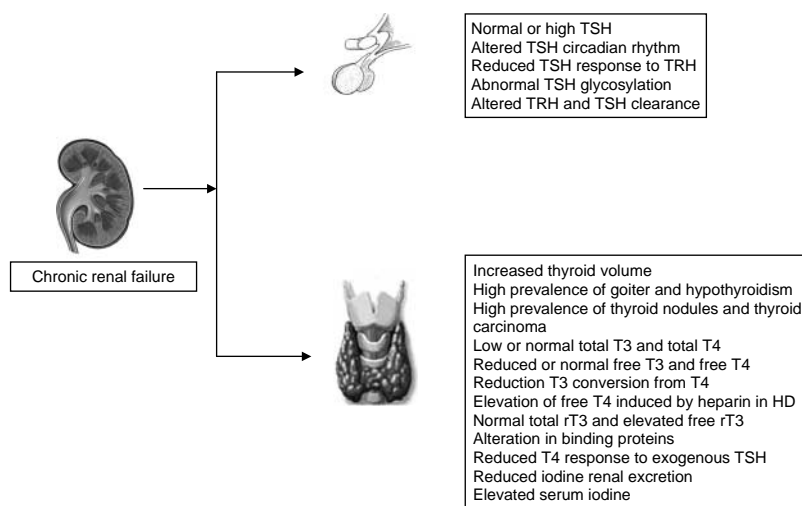 Normal or high TSH
Altered TSH circadian rhythm
Reduced TSH response to TRH
Abnormal TSH glycosylation
Altered TRH and TSH clearance
Chronic renal failure
Increased thyroid volume
High prevalence of goiter and hypothyroidism
High prevalence of thyroid nodules and thyroid
carcinoma
Low or normal total T3 and total T4
Reduced or normal free T3 and free T4
Reduction T3 conversion from T4
Elevation of free T4 induced by heparin in HD
Normal total rT3 and elevated free rT3
Alteration in binding proteins
Reduced T4 response to exogenous TSH
Reduced iodine renal excretion
Elevated serum iodine